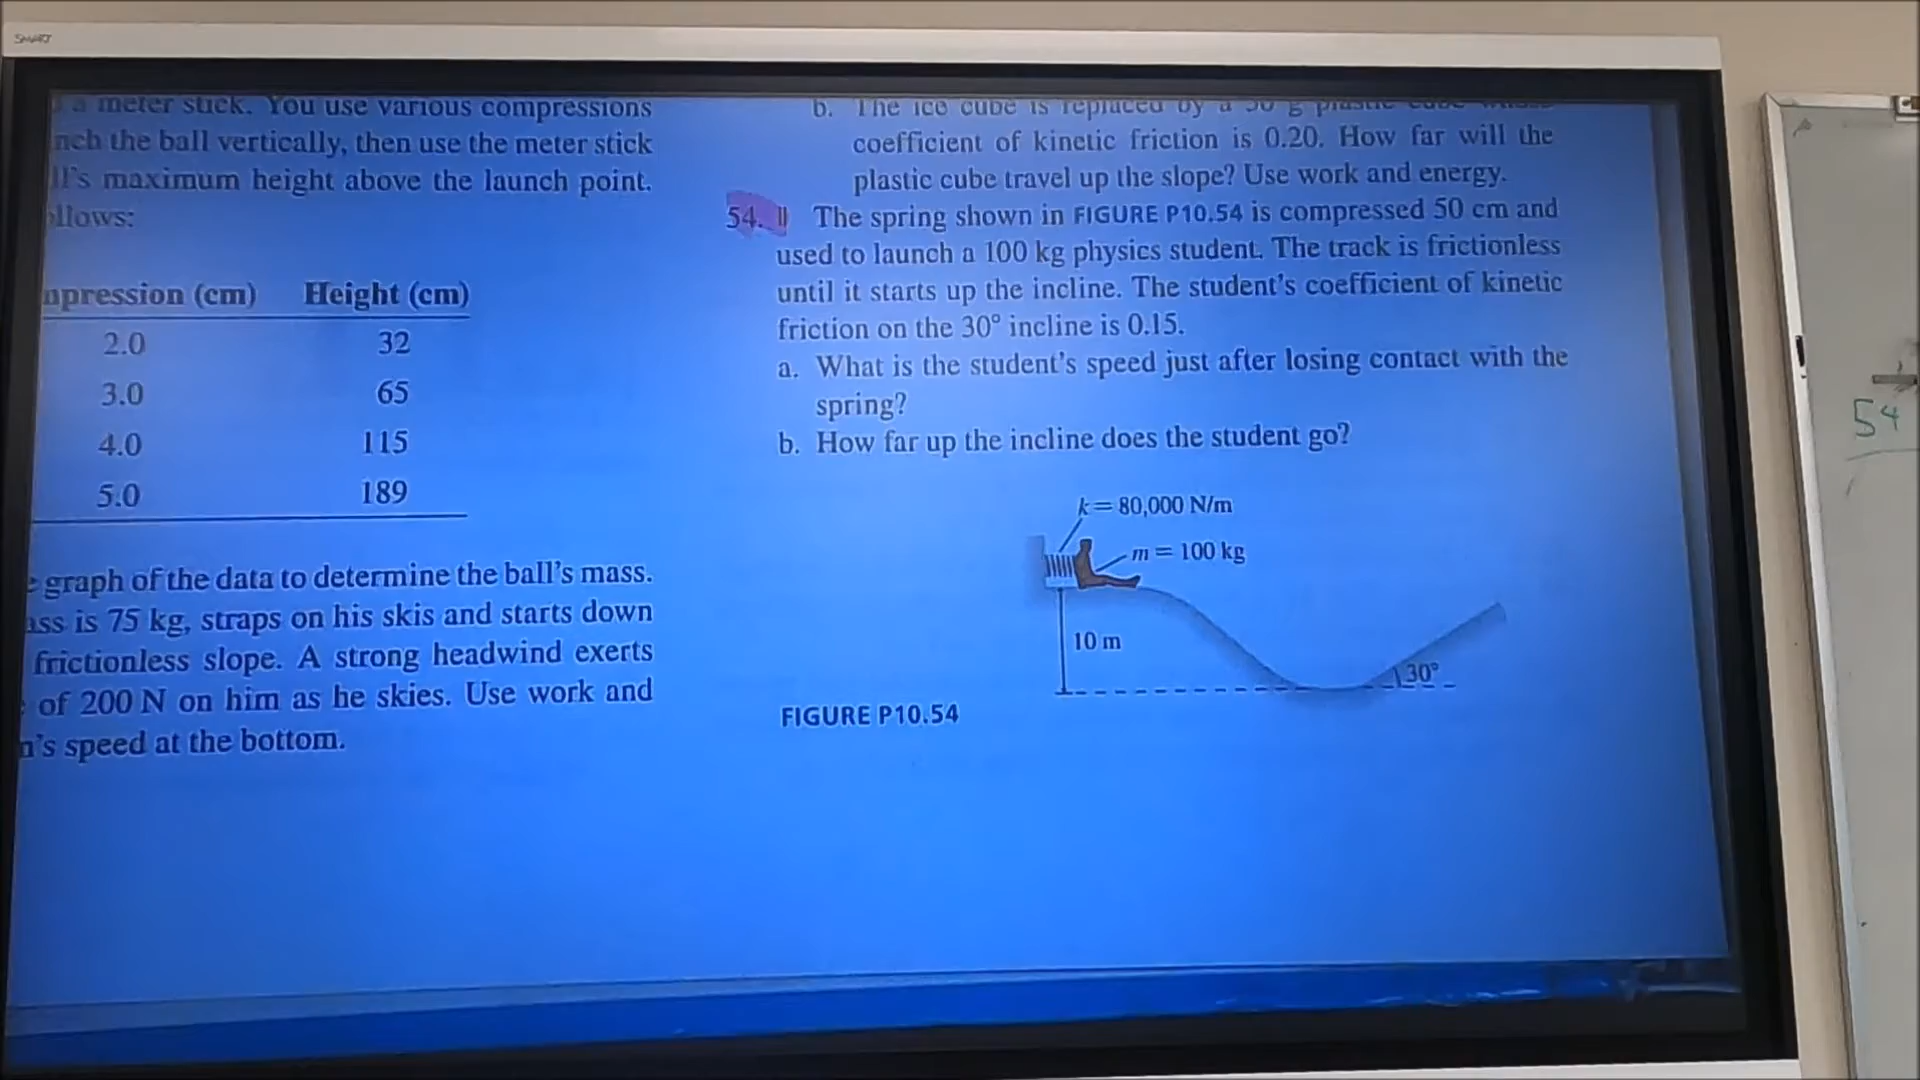 SMART
a meter stick. You use various compressions
nch the ball vertically, then use the meter stick
ll's maximum height above the launch point.
ollows:
mpression (cm) Height (cm)
2.0 32
3.0 65
4.0 115
5.0 189
graph of the data to determine the ball's mass.
ass is 75 kg, straps on his skis and starts down
frictionless slope. A strong headwind exerts
of 200 N on him as he skies. Use work and
n's speed at the bottom.
b. The ice cube is replaced by a 50 g plastic cube whose
coefficient of kinetic friction is 0.20. How far will the
plastic cube travel up the slope? Use work and energy.
54. || The spring shown in FIGURE P10.54 is compressed 50 cm and
used to launch a 100 kg physics student. The track is frictionless
until it starts up the incline. The student's coefficient of kinetic
friction on the 30° incline is 0.15.
a. What is the student's speed just after losing contact with the
spring?
b. How far up the incline does the student go?
k = 80,000 N/m
m = 100 kg
10 m
30°
FIGURE P10.54
54